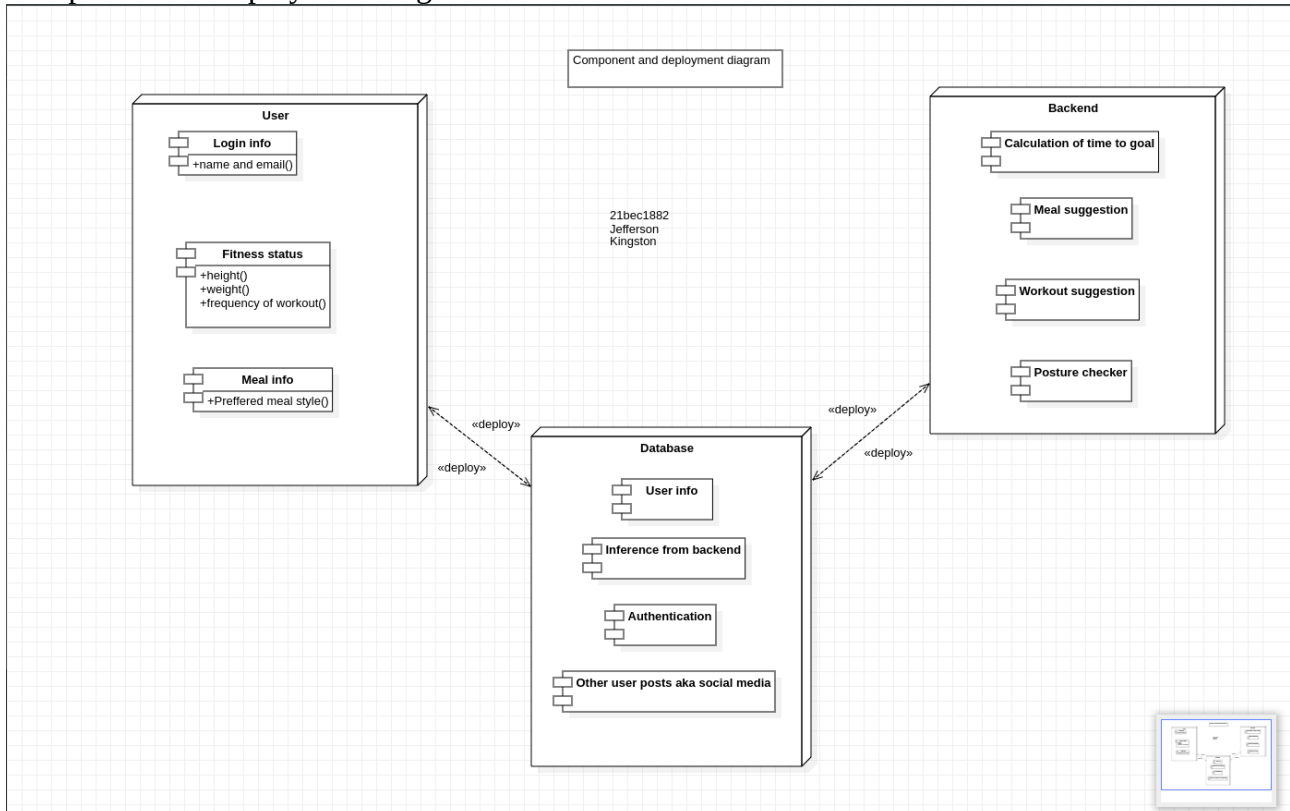 Component and deployment diagram
User
Login info
+name and email()
Fitness status
+height()
+weight()
+frequency of workout()
Meal info
+Preffered meal style()
21bec1882
Jefferson
Kingston
Backend
Calculation of time to goal
Meal suggestion
Workout suggestion
Posture checker
«deploy»
«deploy»
«deploy»
«deploy»
Database
User info
Inference from backend
Authentication
Other user posts aka social media